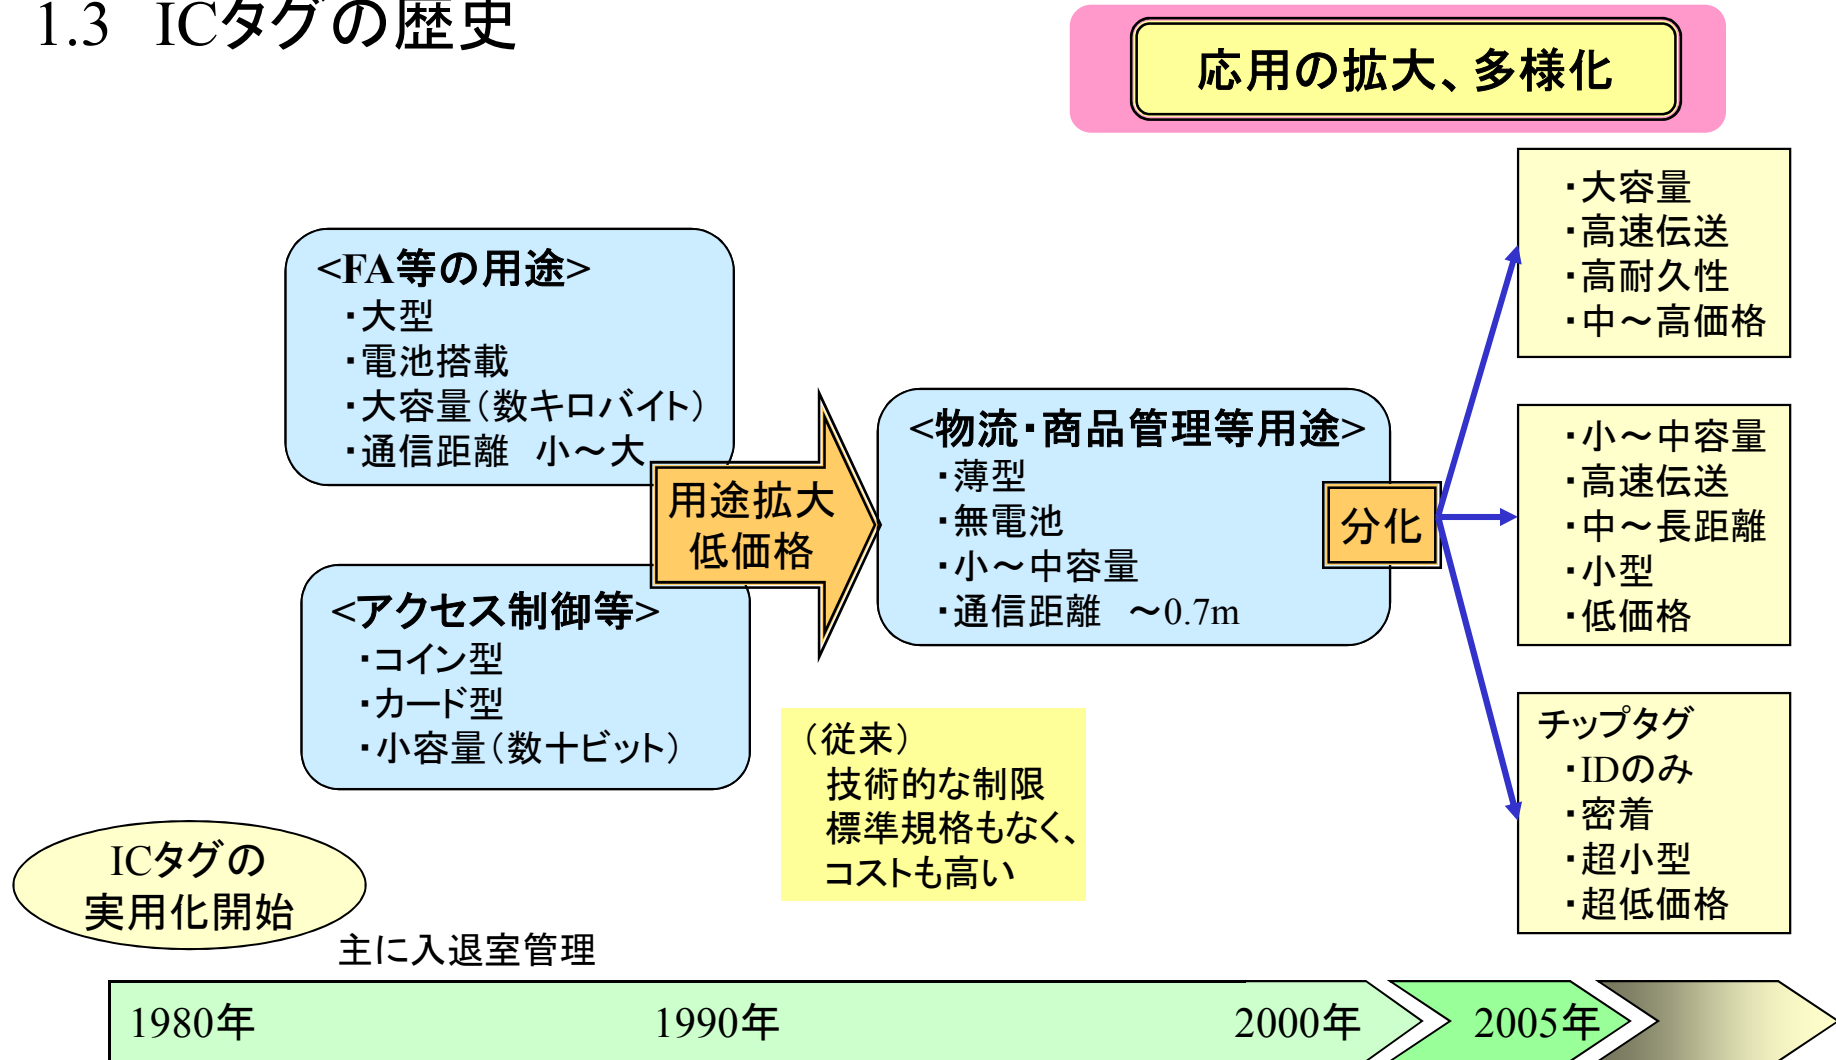 1.3 ICタグの歴史
応用の拡大、多様化
<FA等の用途>
・大型
・電池搭載
・大容量（数キロバイト）
・通信距離 小～大
<アクセス制御等>
・コイン型
・カード型
・小容量（数十ビット）
用途拡大
低価格
<物流・商品管理等用途>
・薄型
・無電池
・小～中容量
・通信距離 ～0.7m
分化
・大容量
・高速伝送
・高耐久性
・中～高価格
・小～中容量
・高速伝送
・中～長距離
・小型
・低価格
チップタグ
・IDのみ
・密着
・超小型
・超低価格
（従来）
技術的な制限
標準規格もなく、
コストも高い
ICタグの
実用化開始
主に入退室管理
1980年 1990年 2000年 2005年